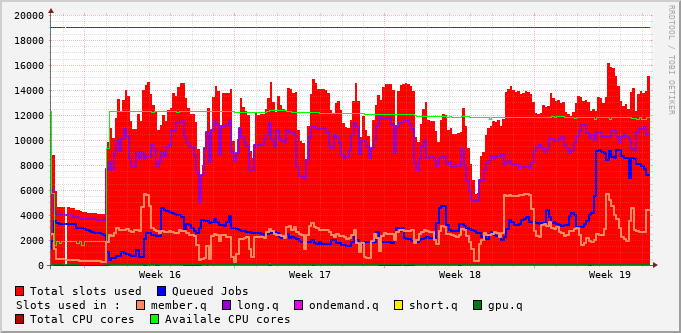 20000
18000
16000
14000
12000
10000
8000
6000
4000
2000
0
Week 16 Week 17 Week 18 Week 19
Total slots used Queued Jobs
Slots used in : member.q long.q ondemand.q short.q gpu.q
Total CPU cores Availale CPU cores
RRDTOOL / TOBI OETIKER